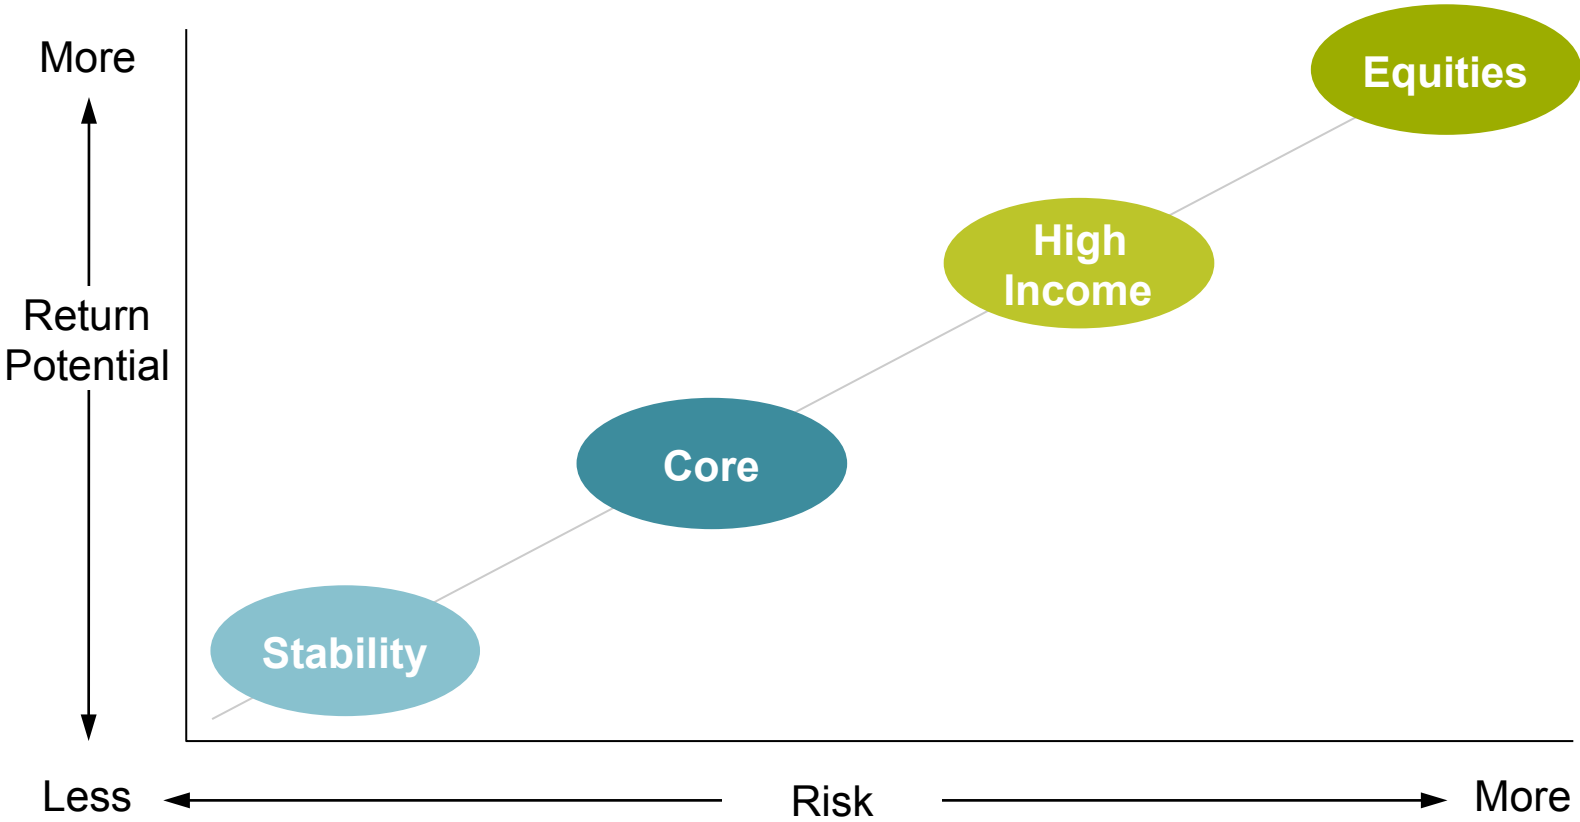 More
Equities
High
Income
Return
Potential
Core
Stability
Less
Risk
More